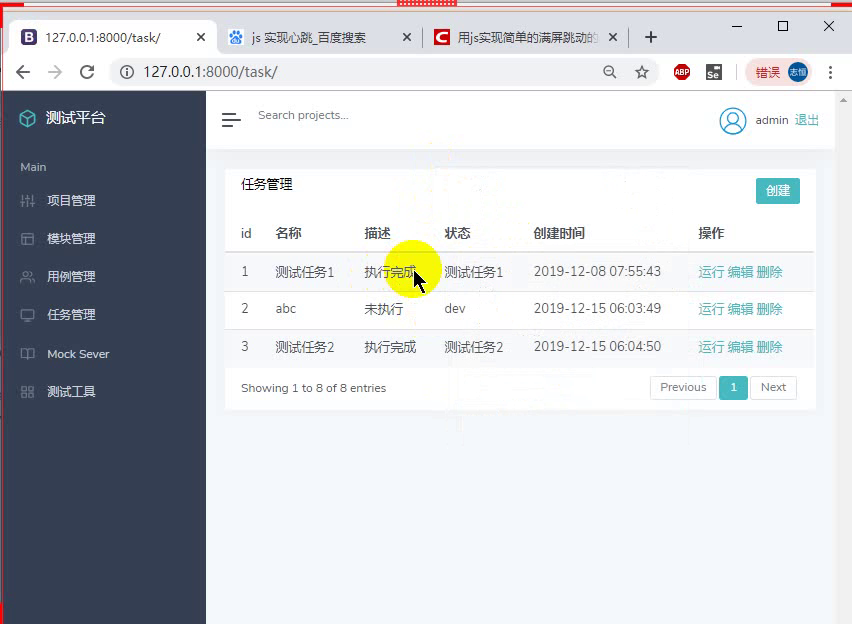 B 127.0.0.1:8000/task/
js 实现心跳_百度搜索
C 用js实现简单的满屏跳动的
127.0.0.1:8000/task/
ABP
Se
错误 志恒
测试平台
Search projects...
admin 退出
Main
项目管理
模块管理
用例管理
任务管理
Mock Sever
测试工具
任务管理
创建
id 名称 描述 状态 创建时间 操作
1 测试任务1 执行完成 测试任务1 2019-12-08 07:55:43 运行 编辑 删除
2 abc 未执行 dev 2019-12-15 06:03:49 运行 编辑 删除
3 测试任务2 执行完成 测试任务2 2019-12-15 06:04:50 运行 编辑 删除
Showing 1 to 8 of 8 entries
Previous 1 Next